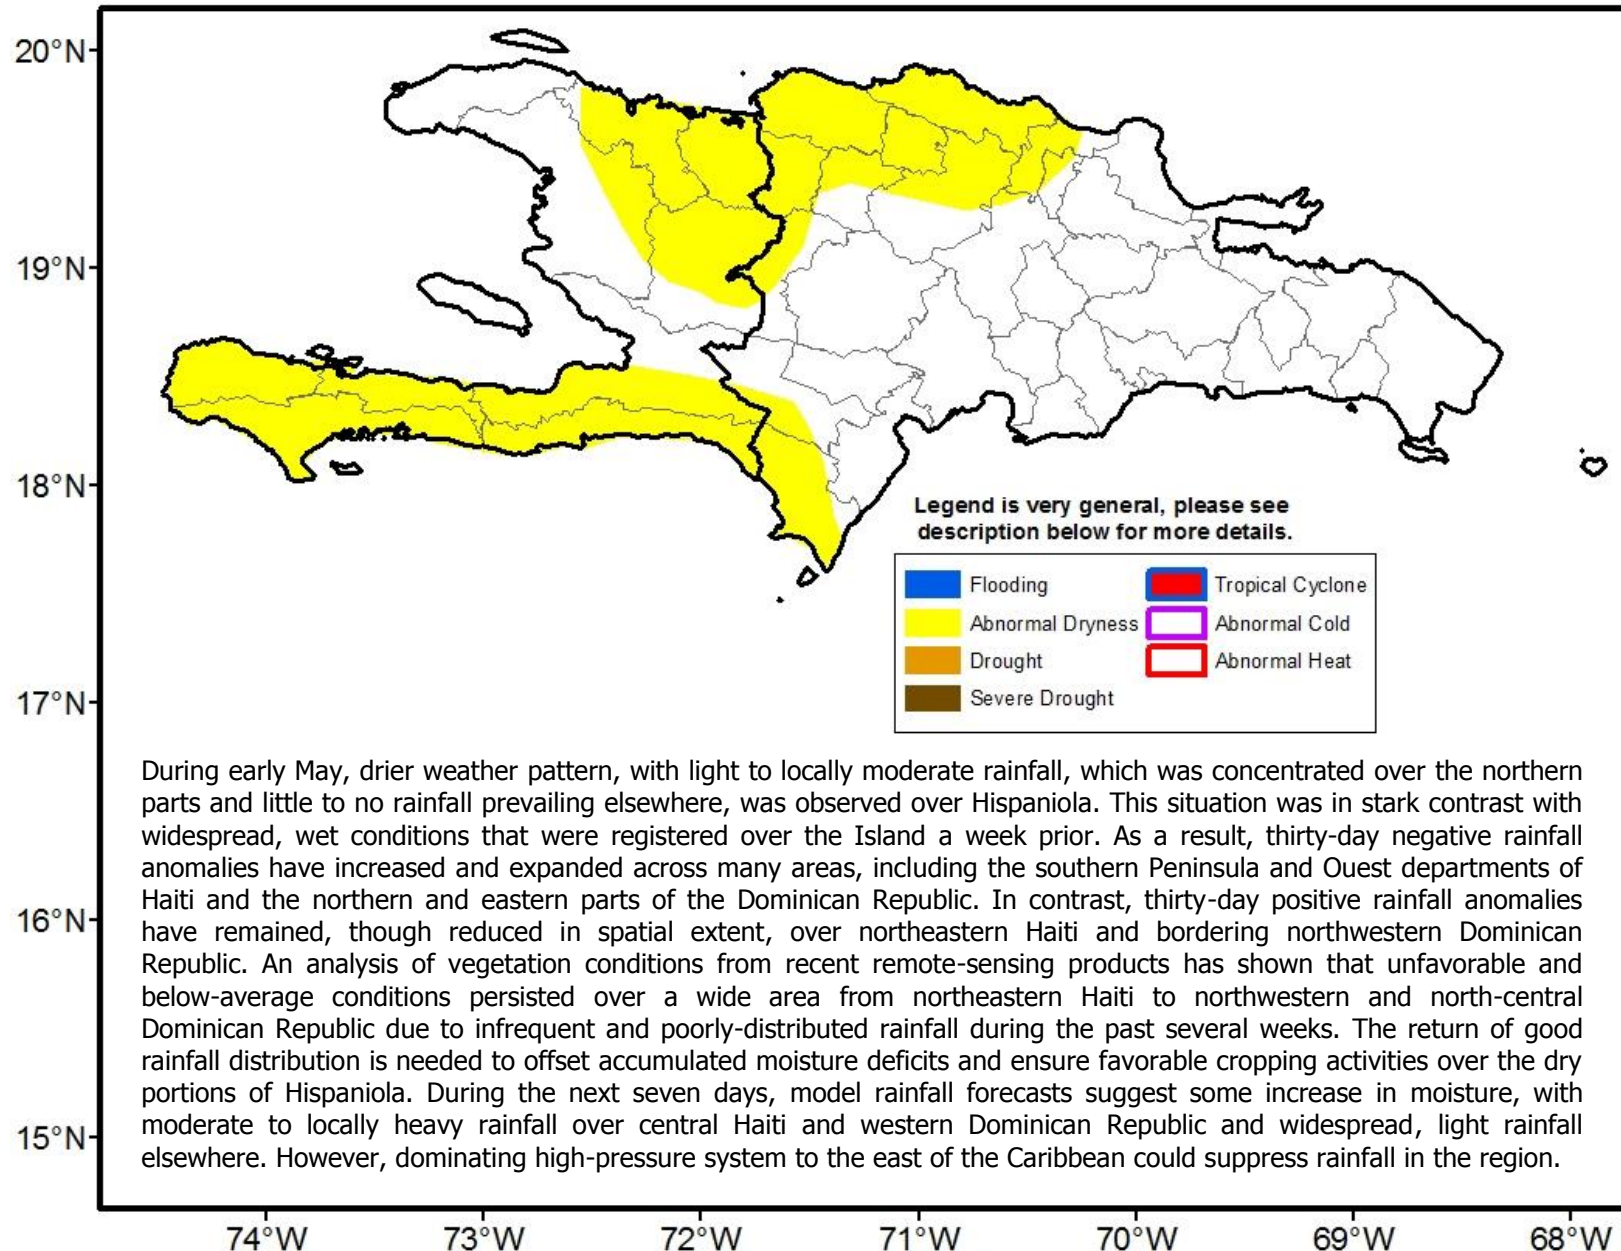 20°N
19°N
18°N
17°N
16°N
15°N
Legend is very general, please see
description below for more details.
Flooding
Abnormal Dryness
Drought
Severe Drought
Tropical Cyclone
Abnormal Cold
Abnormal Heat
During early May, drier weather pattern, with light to locally moderate rainfall, which was concentrated over the northern
parts and little to no rainfall prevailing elsewhere, was observed over Hispaniola. This situation was in stark contrast with
widespread, wet conditions that were registered over the Island a week prior. As a result, thirty-day negative rainfall
anomalies have increased and expanded across many areas, including the southern Peninsula and Ouest departments of
Haiti and the northern and eastern parts of the Dominican Republic. In contrast, thirty-day positive rainfall anomalies
have remained, though reduced in spatial extent, over northeastern Haiti and bordering northwestern Dominican
Republic. An analysis of vegetation conditions from recent remote-sensing products has shown that unfavorable and
below-average conditions persisted over a wide area from northeastern Haiti to northwestern and north-central
Dominican Republic due to infrequent and poorly-distributed rainfall during the past several weeks. The return of good
rainfall distribution is needed to offset accumulated moisture deficits and ensure favorable cropping activities over the dry
portions of Hispaniola. During the next seven days, model rainfall forecasts suggest some increase in moisture, with
moderate to locally heavy rainfall over central Haiti and western Dominican Republic and widespread, light rainfall
elsewhere. However, dominating high-pressure system to the east of the Caribbean could suppress rainfall in the region.
74°W
73°W
72°W
71°W
70°W
69°W
68°W